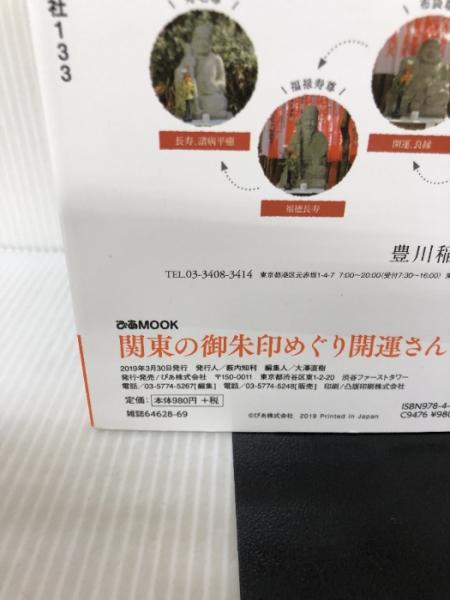 社133
福禄寿尊
長寿、諸病平癒
開運、良縁
福徳長寿
豊川稲
TEL.03-3408-3414 東京都港区元赤坂1-4-7 7:00~20:00(受付7:30~16:00)
ぴあMOOK
関東の御朱印めぐり開運さん
2019年3月30日発行 発行人/藪内知利 編集人/大澤直樹
発行・発売/ぴあ株式会社 〒150-0011 東京都渋谷区東1-2-20 渋谷ファーストタワー
電話/03-5774-5267[編集] 電話/03-5774-5248[販売] 印刷/凸版印刷株式会社
定価:本体980円+税
雑誌64628-69
©ぴあ株式会社 2019 Printed in Japan
ISBN978-4-
C9476 ¥980